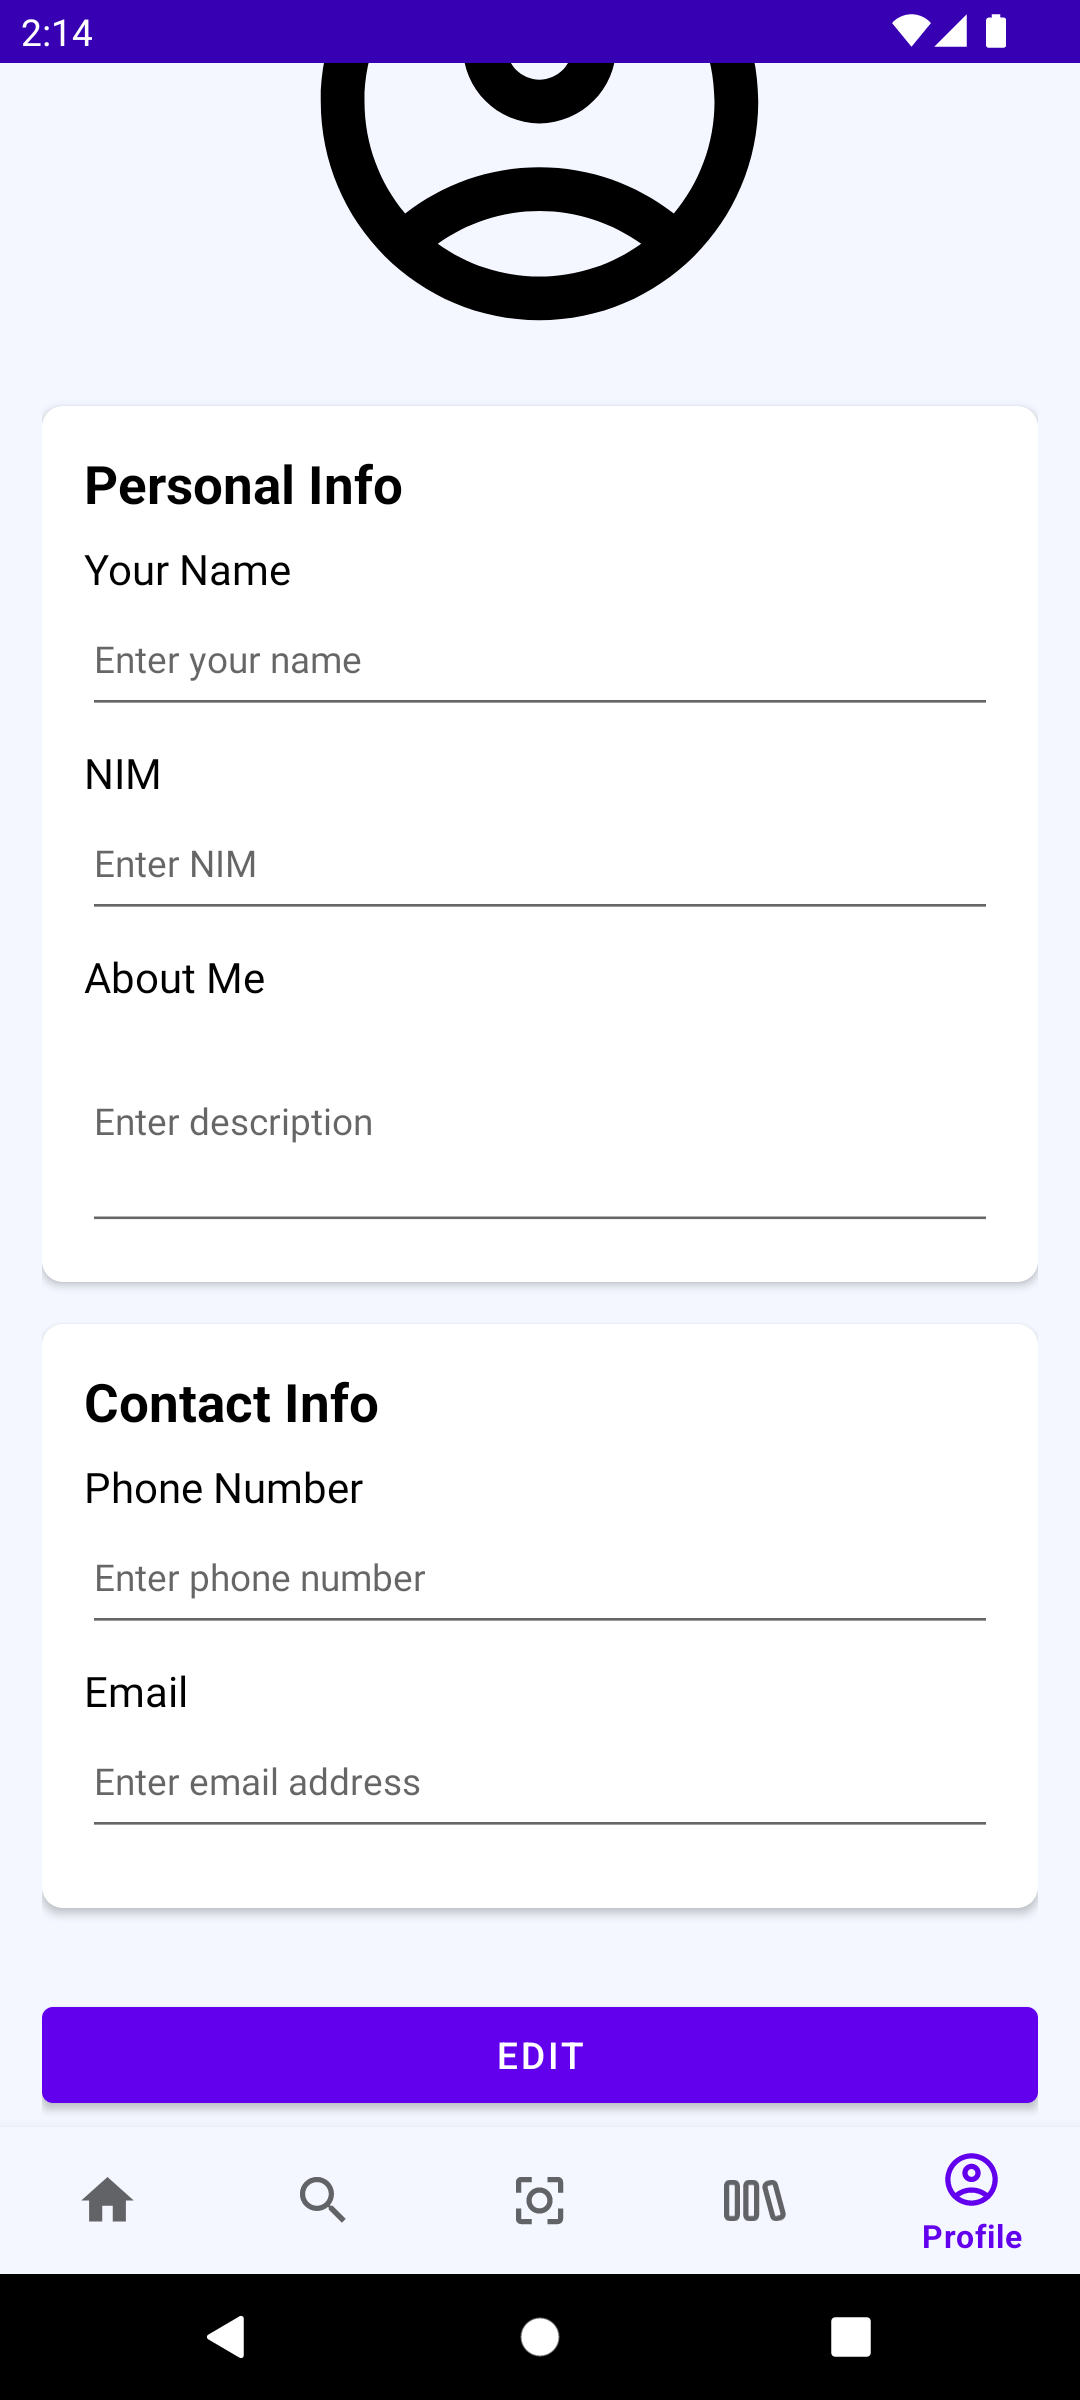 2:14
Personal Info
Your Name
Enter your name
NIM
Enter NIM
About Me
Enter description
Contact Info
Phone Number
Enter phone number
Email
Enter email address
EDIT
Profile